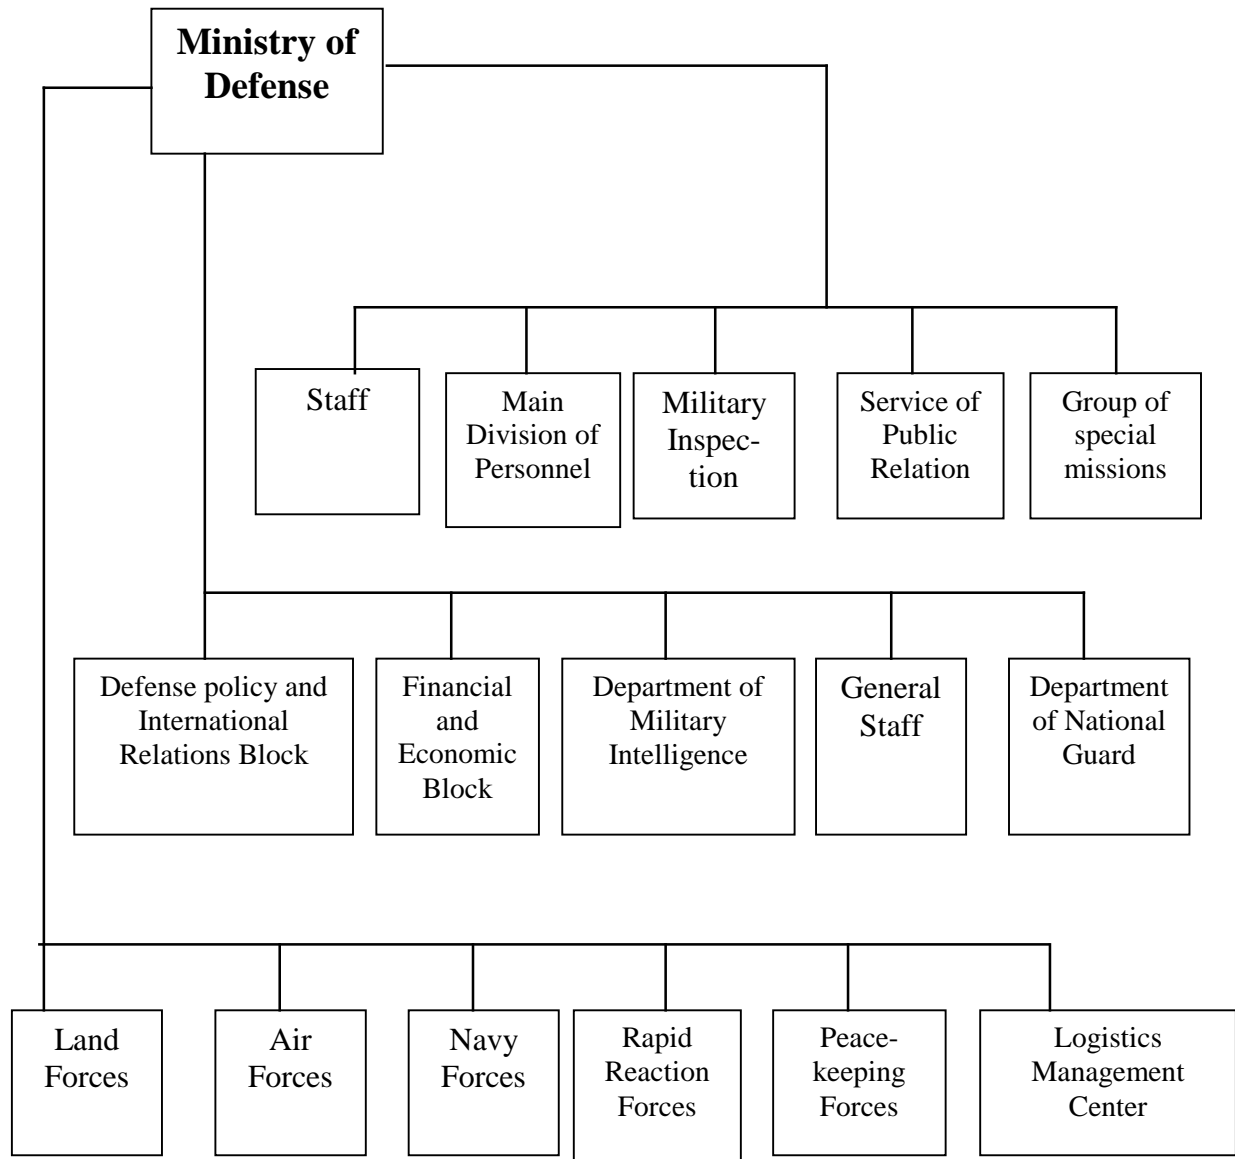 Ministry of
Defense
Staff
Main
Division of
Personnel
Military
Inspec-
tion
Service of
Public
Relation
Group of
special
missions
Defense policy and
International
Relations Block
Financial
and
Economic
Block
Department of
Military
Intelligence
General
Staff
Department
of National
Guard
Land
Forces
Air
Forces
Navy
Forces
Rapid
Reaction
Forces
Peace-
keeping
Forces
Logistics
Management
Center